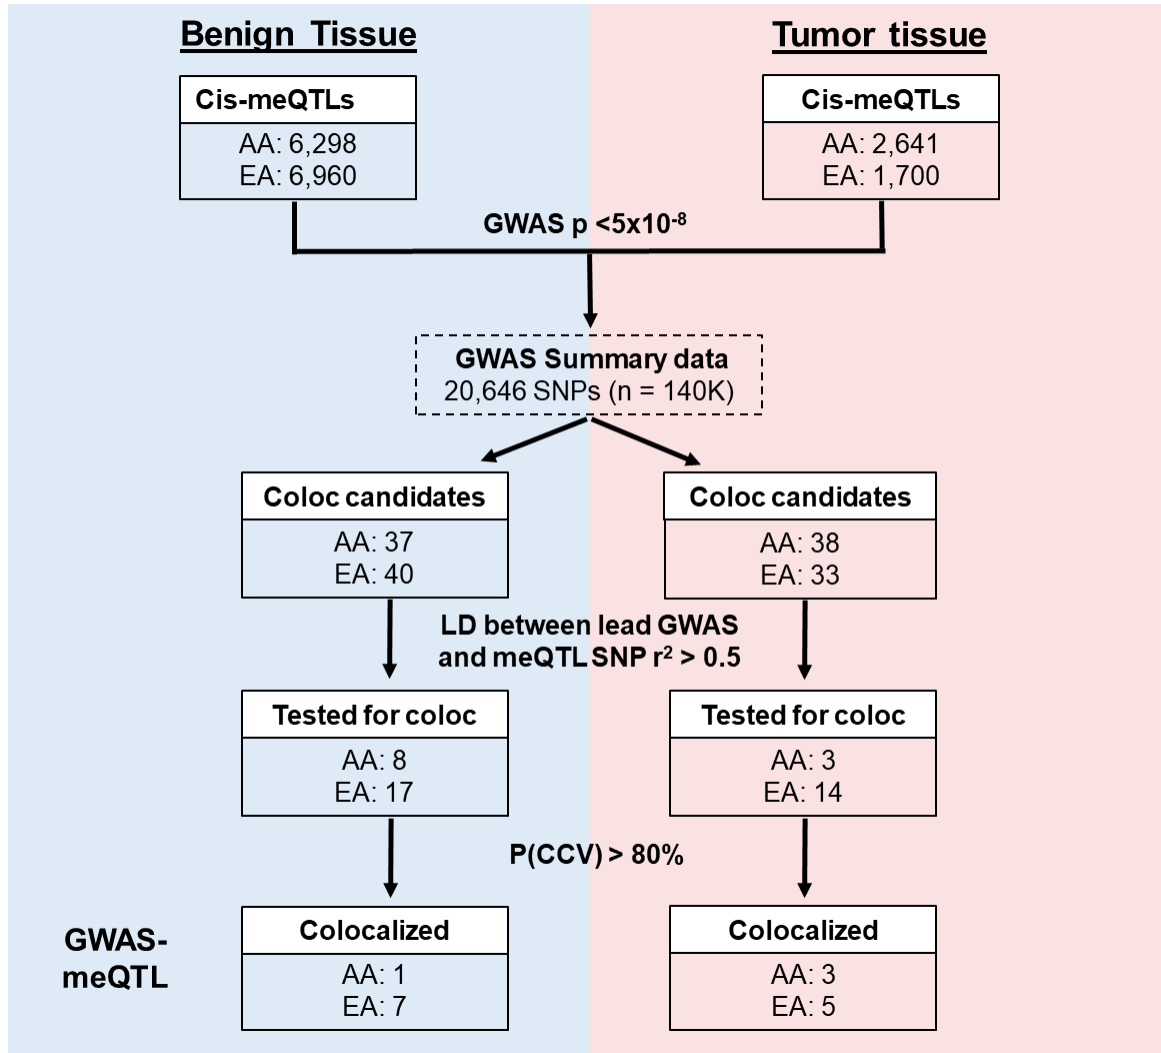 Benign Tissue
Tumor tissue
Cis-meQTLs
AA: 6,298
EA: 6,960
Cis-meQTLs
AA: 2,641
EA: 1,700
GWAS p <5x10⁻⁸
GWAS Summary data
20,646 SNPs (n = 140K)
Coloc candidates
AA: 37
EA: 40
Coloc candidates
AA: 38
EA: 33
LD between lead GWAS
and meQTL SNP r² > 0.5
Tested for coloc
AA: 8
EA: 17
Tested for coloc
AA: 3
EA: 14
P(CCV) > 80%
GWAS-
meQTL
Colocalized
AA: 1
EA: 7
Colocalized
AA: 3
EA: 5